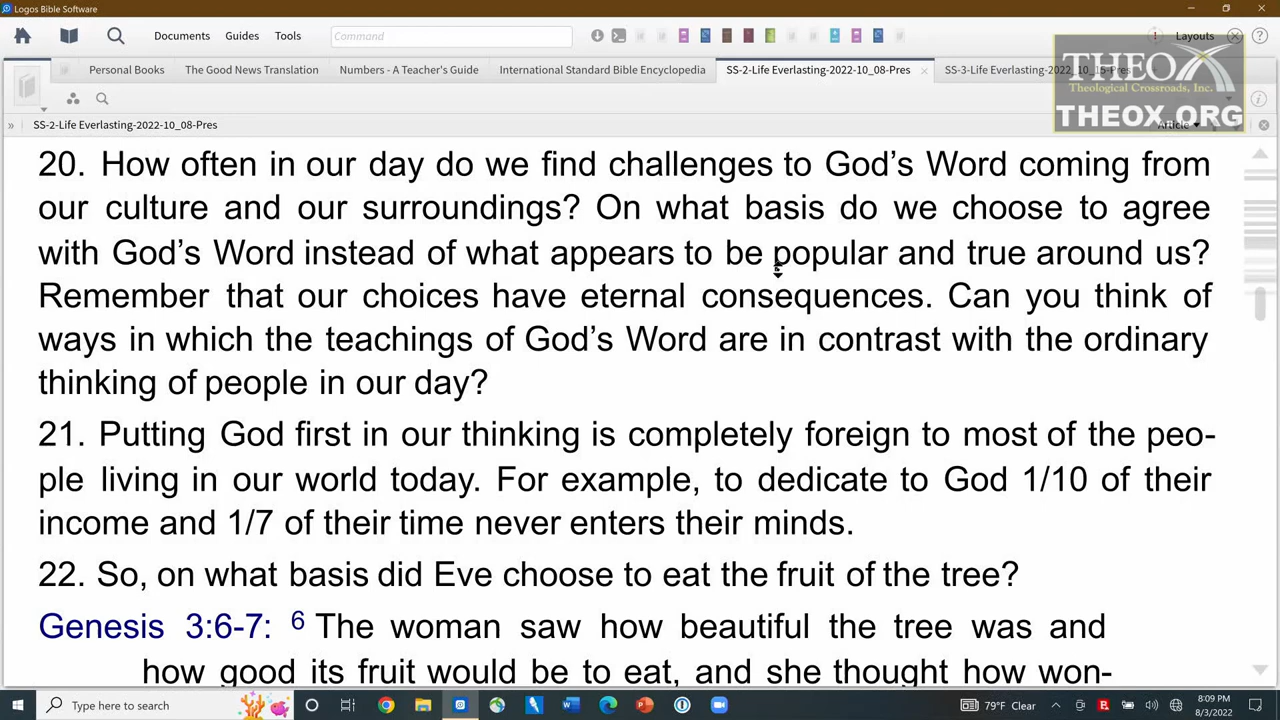 Logos Bible Software
Documents Guides Tools Command Layouts
THEOX
Theological Crossroads, Inc.
THEOX.ORG
Personal Books The Good News Translation International Standard Bible Encyclopedia SS-2-Life Everlasting-2022-10_08-Pres SS-3-Life Everlasting-2022-10_15-Pres
SS-2-Life Everlasting-2022-10_08-Pres Article
20. How often in our day do we find challenges to God's Word coming from
our culture and our surroundings? On what basis do we choose to agree
with God's Word instead of what appears to be popular and true around us?
Remember that our choices have eternal consequences. Can you think of
ways in which the teachings of God's Word are in contrast with the ordinary
thinking of people in our day?
21. Putting God first in our thinking is completely foreign to most of the peo-
ple living in our world today. For example, to dedicate to God 1/10 of their
income and 1/7 of their time never enters their minds.
22. So, on what basis did Eve choose to eat the fruit of the tree?
Genesis 3:6-7: 6 The woman saw how beautiful the tree was and
how good its fruit would be to eat, and she thought how won-
Type here to search 79°F Clear 8:09 PM
8/3/2022